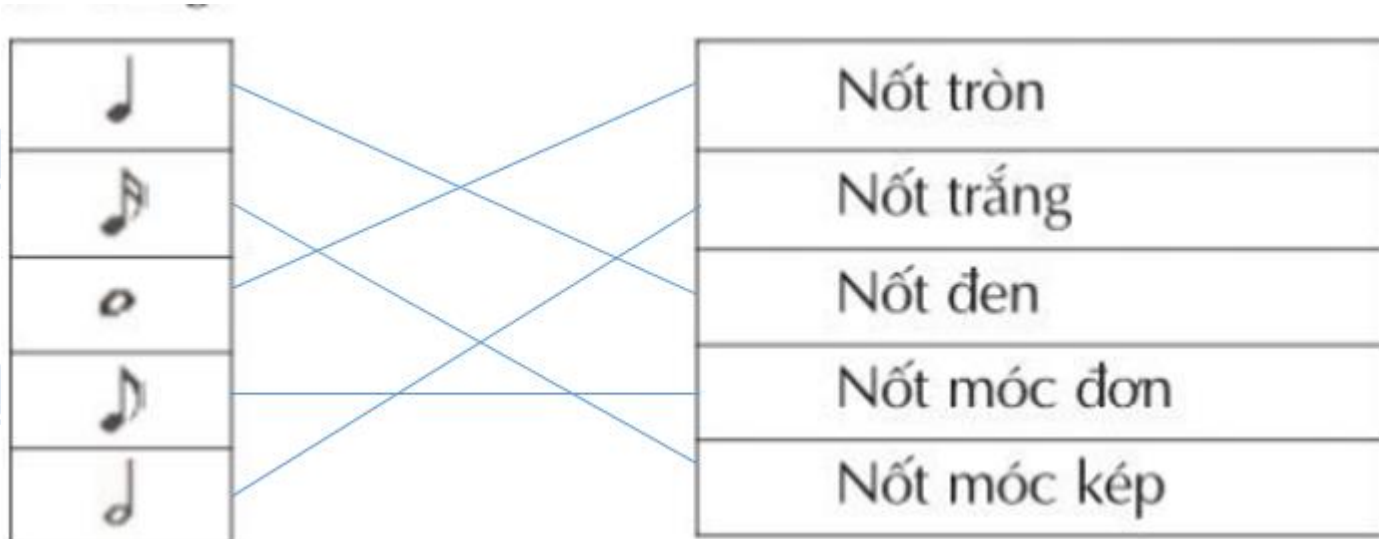 Nốt tròn
Nốt trắng
Nốt đen
Nốt móc đơn
Nốt móc kép